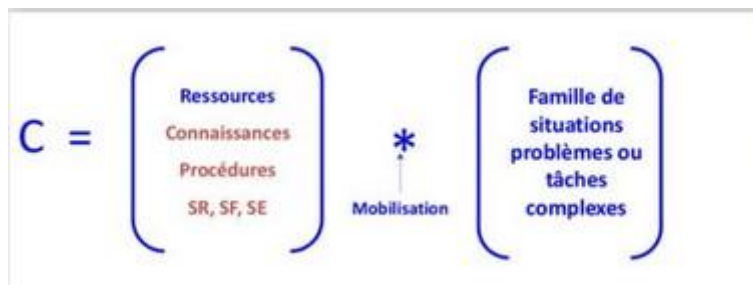 C =
Ressources
Connaissances
Procédures
SR, SF, SE
*
Mobilisation
Famille de
situations
problèmes ou
tâches
complexes